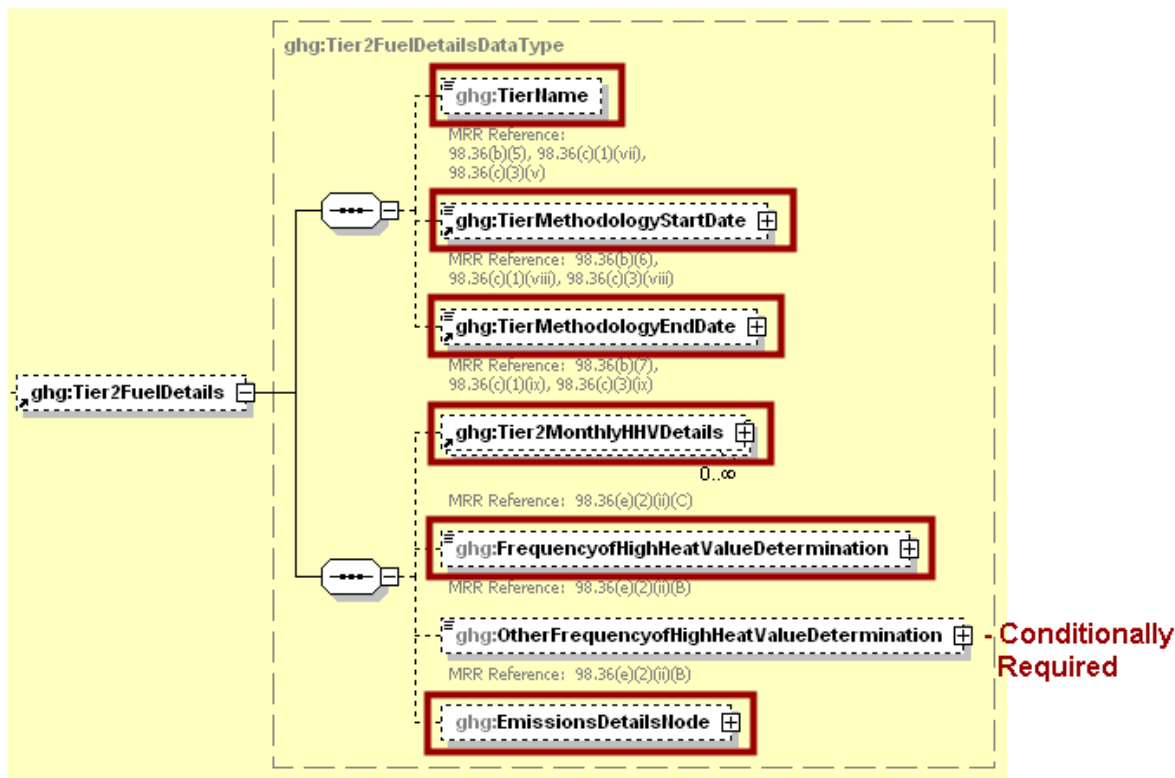 ghg:Tier2FuelDetailsDataType
ghg:TierName
MRR Reference:
98.36(b)(5), 98.36(c)(1)(vii),
98.36(c)(3)(v)
ghg:TierMethodologyStartDate
MRR Reference: 98.36(b)(6),
98.36(c)(1)(viii), 98.36(c)(3)(viii)
ghg:TierMethodologyEndDate
MRR Reference: 98.36(b)(7),
98.36(c)(1)(ix), 98.36(c)(3)(ix)
ghg:Tier2FuelDetails
ghg:Tier2MonthlyHHVDetails
0..∞
MRR Reference: 98.36(e)(2)(ii)(C)
ghg:FrequencyofHighHeatValueDetermination
MRR Reference: 98.36(e)(2)(ii)(B)
ghg:OtherFrequencyofHighHeatValueDetermination
- Conditionally
Required
MRR Reference: 98.36(e)(2)(ii)(B)
ghg:EmissionsDetailsNode